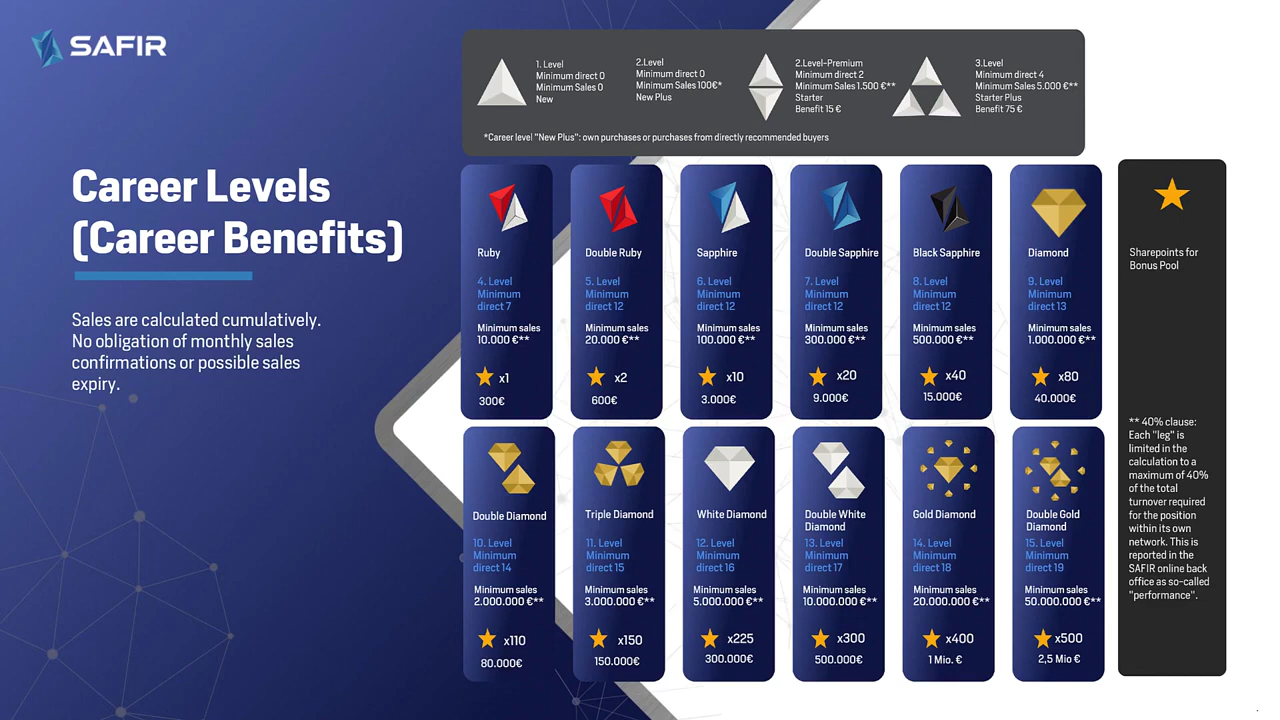 SAFIR
Career Levels
(Career Benefits)
Sales are calculated cumulatively.
No obligation of monthly sales
confirmations or possible sales
expiry.
1. Level
Minimum direct 0
Minimum Sales 0
New
2.Level
Minimum direct 0
Minimum Sales 100€*
New Plus
2.Level-Premium
Minimum direct 2
Minimum Sales 1.500 €**
Starter
Benefit 15 €
3.Level
Minimum direct 4
Minimum Sales 5.000 €**
Starter Plus
Benefit 75 €
*Career level "New Plus": own purchases or purchases from directly recommended buyers
Ruby
4. Level
Minimum
direct 7
Minimum sales
10.000 €**
x1
300€
Double Ruby
5. Level
Minimum
direct 12
Minimum sales
20.000 €**
x2
600€
Sapphire
6. Level
Minimum
direct 12
Minimum sales
100.000 €**
x10
3.000€
Double Sapphire
7. Level
Minimum
direct 12
Minimum sales
300.000 €**
x20
9.000€
Black Sapphire
8. Level
Minimum
direct 12
Minimum sales
500.000 €**
x40
15.000€
Diamond
9. Level
Minimum
direct 13
Minimum sales
1.000.000 €**
x80
40.000€
Double Diamond
10. Level
Minimum
direct 14
Minimum sales
2.000.000 €**
x110
80.000€
Triple Diamond
11. Level
Minimum
direct 15
Minimum sales
3.000.000 €**
x150
150.000€
White Diamond
12. Level
Minimum
direct 16
Minimum sales
5.000.000 €**
x225
300.000€
Double White
Diamond
13. Level
Minimum
direct 17
Minimum sales
10.000.000 €**
x300
500.000€
Gold Diamond
14. Level
Minimum
direct 18
Minimum sales
20.000.000 €**
x400
1 Mio. €
Double Gold
Diamond
15. Level
Minimum
direct 19
Minimum sales
50.000.000 €**
x500
2,5 Mio €
Sharepoints for
Bonus Pool
** 40% clause:
Each "leg" is
limited in the
calculation to a
maximum of 40%
of the total
turnover required
for the position
within its own
network. This is
reported in the
SAFIR online back
office as so-called
"performance".